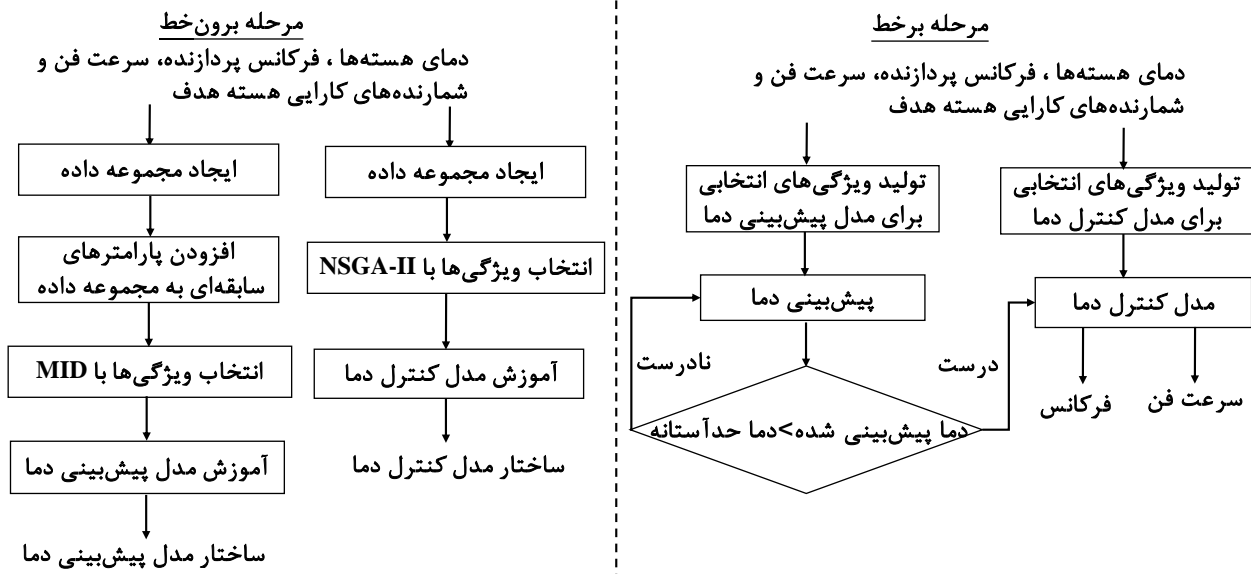 مرحله برون‌خط
دمای هسته‌ها ، فرکانس پردازنده، سرعت فن و
شمارنده‌های کارایی هسته هدف
ایجاد مجموعه داده
افزودن پارامترهای
سابقه‌ای به مجموعه داده
انتخاب ویژگی‌ها با MID
آموزش مدل پیش‌بینی دما
ساختار مدل پیش‌بینی دما
ایجاد مجموعه داده
انتخاب ویژگی‌ها با NSGA-II
آموزش مدل کنترل دما
ساختار مدل کنترل دما
مرحله برخط
دمای هسته‌ها ، فرکانس پردازنده، سرعت فن و
شمارنده‌های کارایی هسته هدف
تولید ویژگی‌های انتخابی
برای مدل پیش‌بینی دما
پیش‌بینی دما
نادرست
دما پیش‌بینی شده>دما حدآستانه
درست
تولید ویژگی‌های انتخابی
برای مدل کنترل دما
مدل کنترل دما
فرکانس
سرعت فن